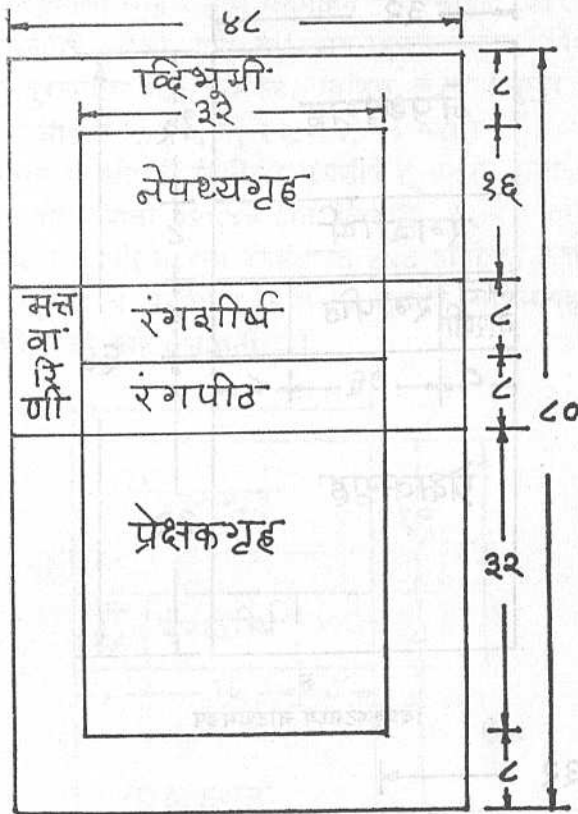 ४८
द्विभूमी
३२
८
नेपथ्यगृह
१६
मत्त
वा
र
णी
रंगशीर्ष
८
रंगपीठ
८
८०
प्रेक्षकगृह
३२
८